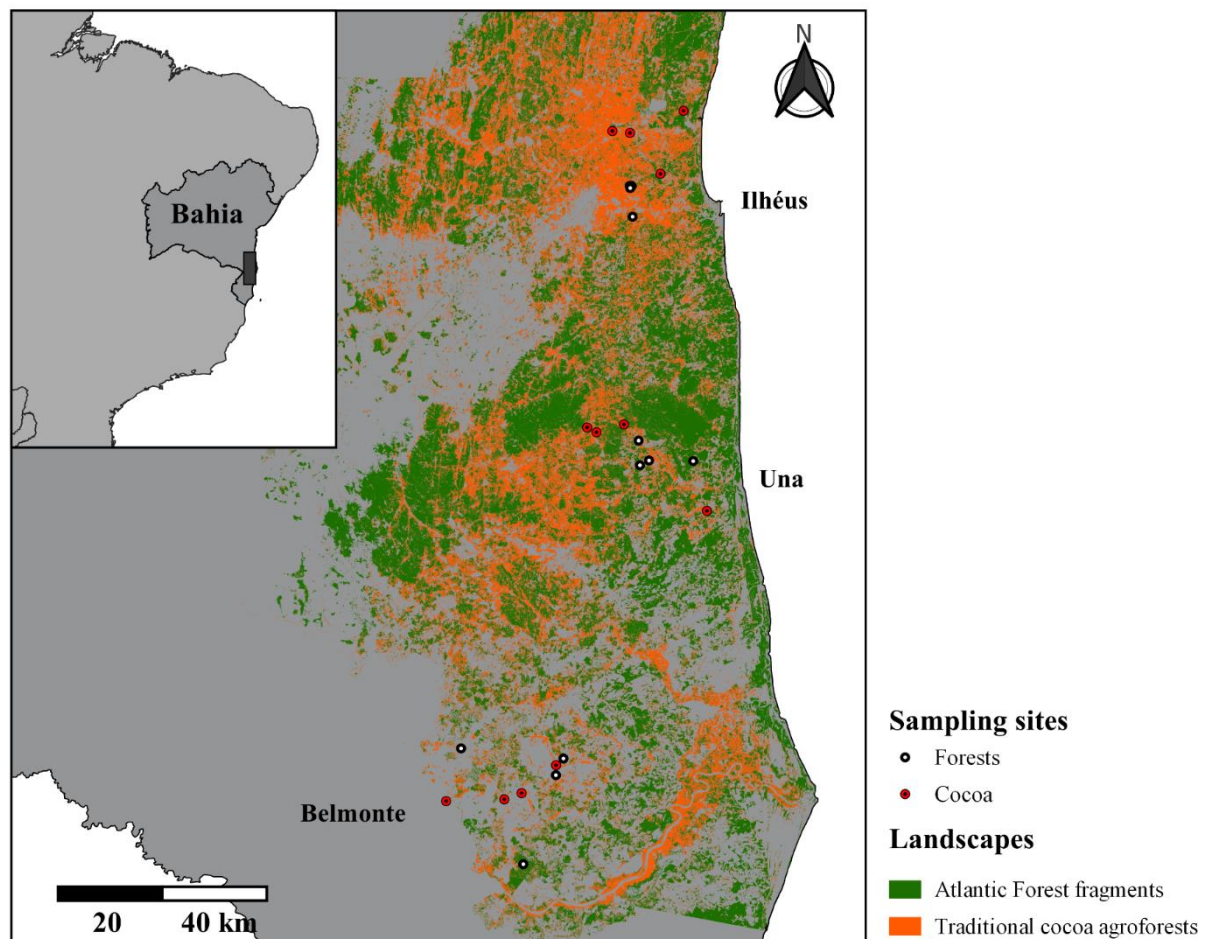 N
Bahia
Ilhéus
Una
Belmonte
20 40 km
Sampling sites
Forests
Cocoa
Landscapes
Atlantic Forest fragments
Traditional cocoa agroforests